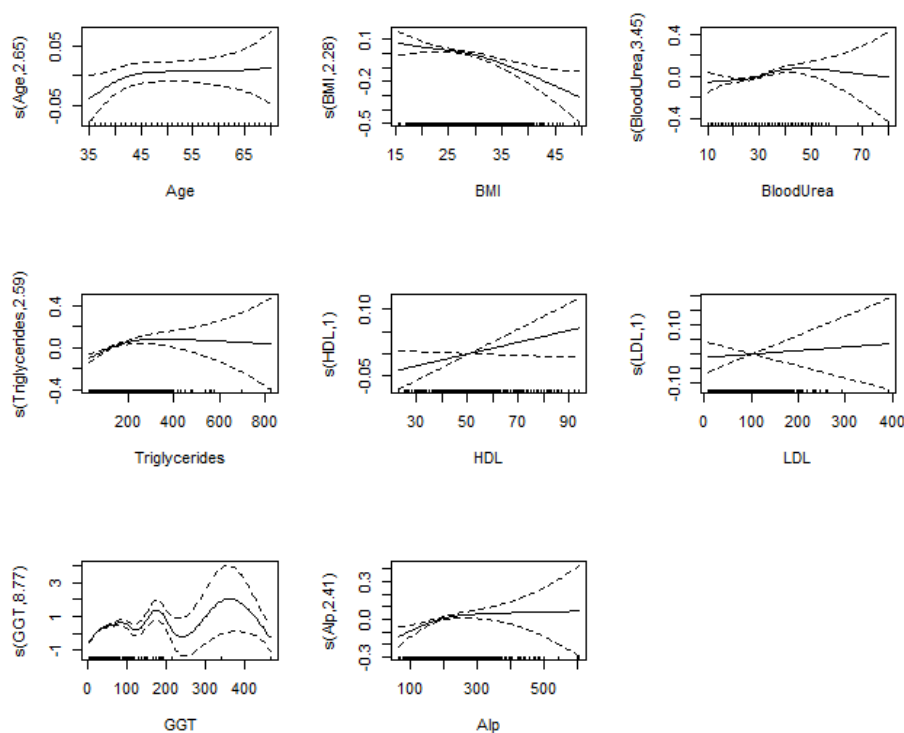 s(Age,2.65)
0.05
-0.05
35 45 55 65
Age
s(BMI,2.28)
0.1
-0.2
-0.5
15 25 35 45
BMI
s(BloodUrea,3.45)
0.4
0.0
-0.4
10 30 50 70
BloodUrea
s(Triglycerides,2.59)
0.4
0.0
-0.4
200 400 600 800
Triglycerides
s(HDL,1)
0.10
-0.05
30 50 70 90
HDL
s(LDL,1)
0.10
-0.10
0 100 200 300 400
LDL
s(GGT,8.77)
3
1
-1
0 100 200 300 400
GGT
s(Alp,2.41)
0.3
0.0
-0.3
100 300 500
Alp